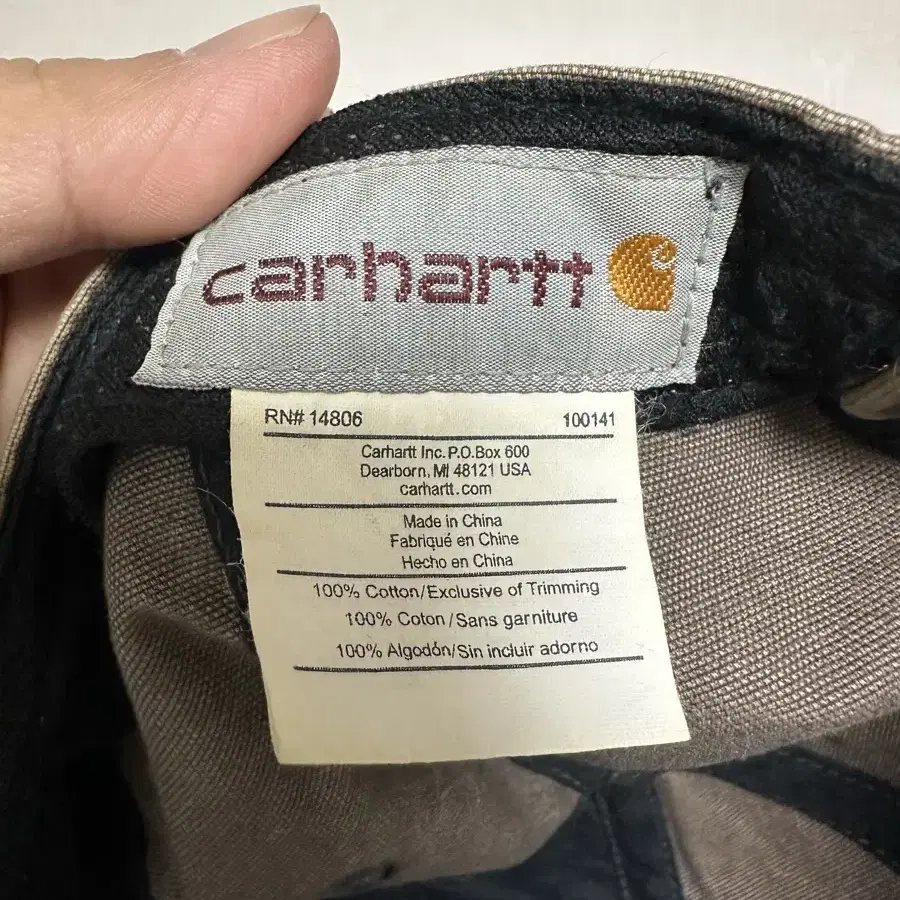 carhartt
RN# 14806 100141
Carhartt Inc. P.O.Box 600
Dearborn, MI 48121 USA
carhartt.com
Made in China
Fabriqué en Chine
Hecho en China
100% Cotton/Exclusive of Trimming
100% Coton/Sans garniture
100% Algodón/Sin incluir adorno